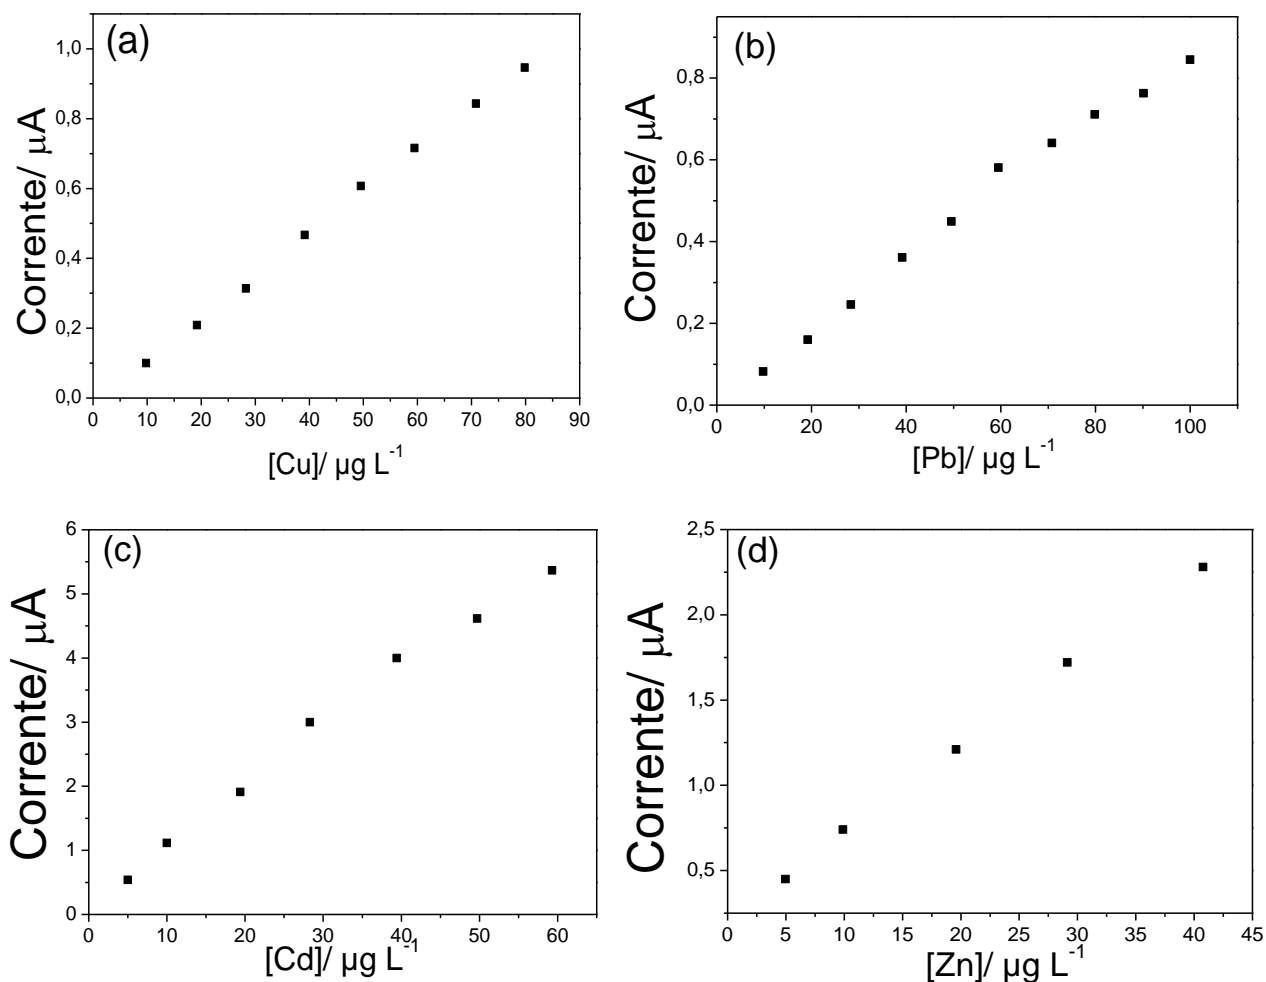 (a)
Corrente/ μA
1,0
0,8
0,6
0,4
0,2
0,0
0 10 20 30 40 50 60 70 80 90
[Cu]/ μg L⁻¹
(b)
Corrente/ μA
0,8
0,6
0,4
0,2
0,0
0 20 40 60 80 100
[Pb]/ μg L⁻¹
(c)
Corrente/ μA
6
5
4
3
2
1
0
0 10 20 30 40 50 60
[Cd]/ μg L⁻¹
(d)
Corrente/ μA
2,5
2,0
1,5
1,0
0,5
0 5 10 15 20 25 30 35 40 45
[Zn]/ μg L⁻¹